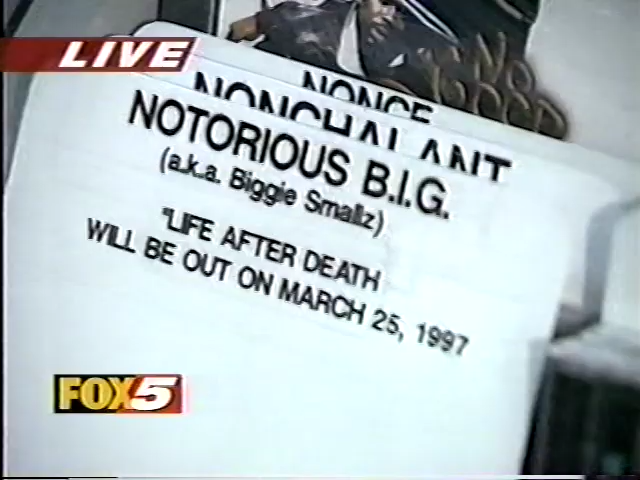 LIVE
NONCE
NONCHALANT
NOTORIOUS B.I.G.
(a.k.a. Biggie Smallz)
"LIFE AFTER DEATH
WILL BE OUT ON MARCH 25, 1997
FOX5